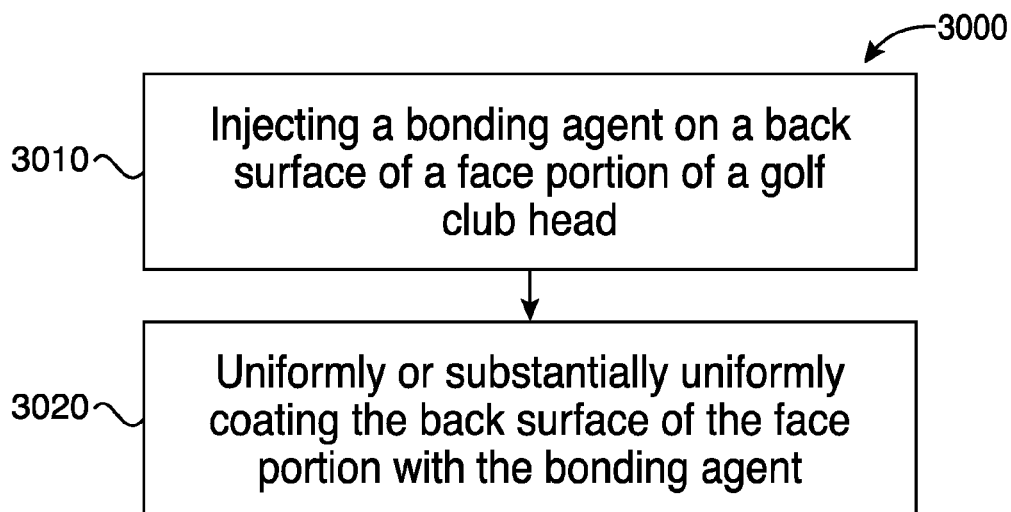 3000
3010
Injecting a bonding agent on a back
surface of a face portion of a golf
club head
3020
Uniformly or substantially uniformly
coating the back surface of the face
portion with the bonding agent